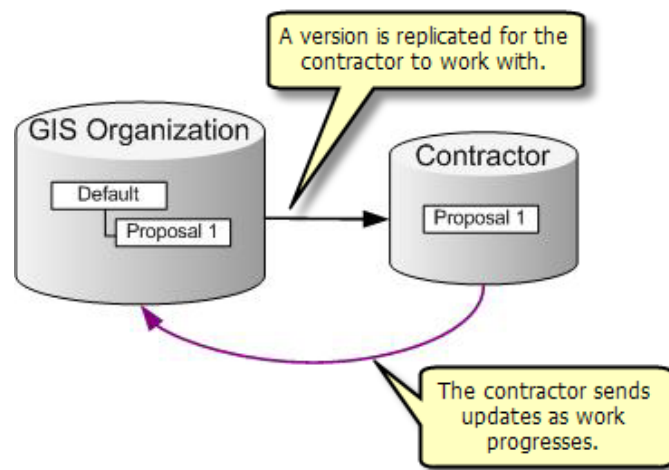 A version is replicated for the
contractor to work with.
GIS Organization
Default
Proposal 1
Contractor
Proposal 1
The contractor sends
updates as work
progresses.